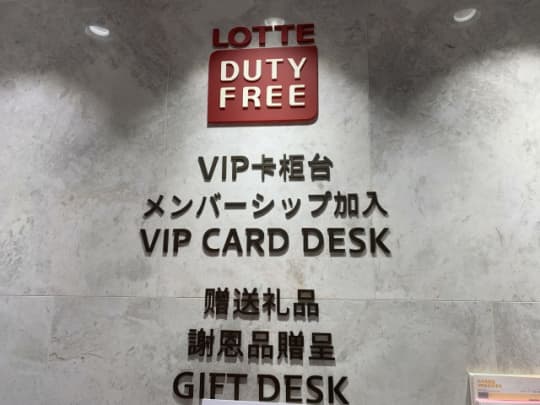 LOTTE
DUTY
FREE
VIP卡柜台
メンバーシップ加入
VIP CARD DESK
赠送礼品
謝恩品贈呈
GIFT DESK